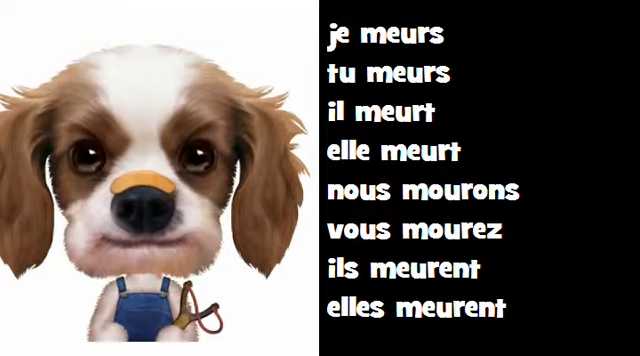 je meurs
tu meurs
il meurt
elle meurt
nous mourons
vous mourez
ils meurent
elles meurent